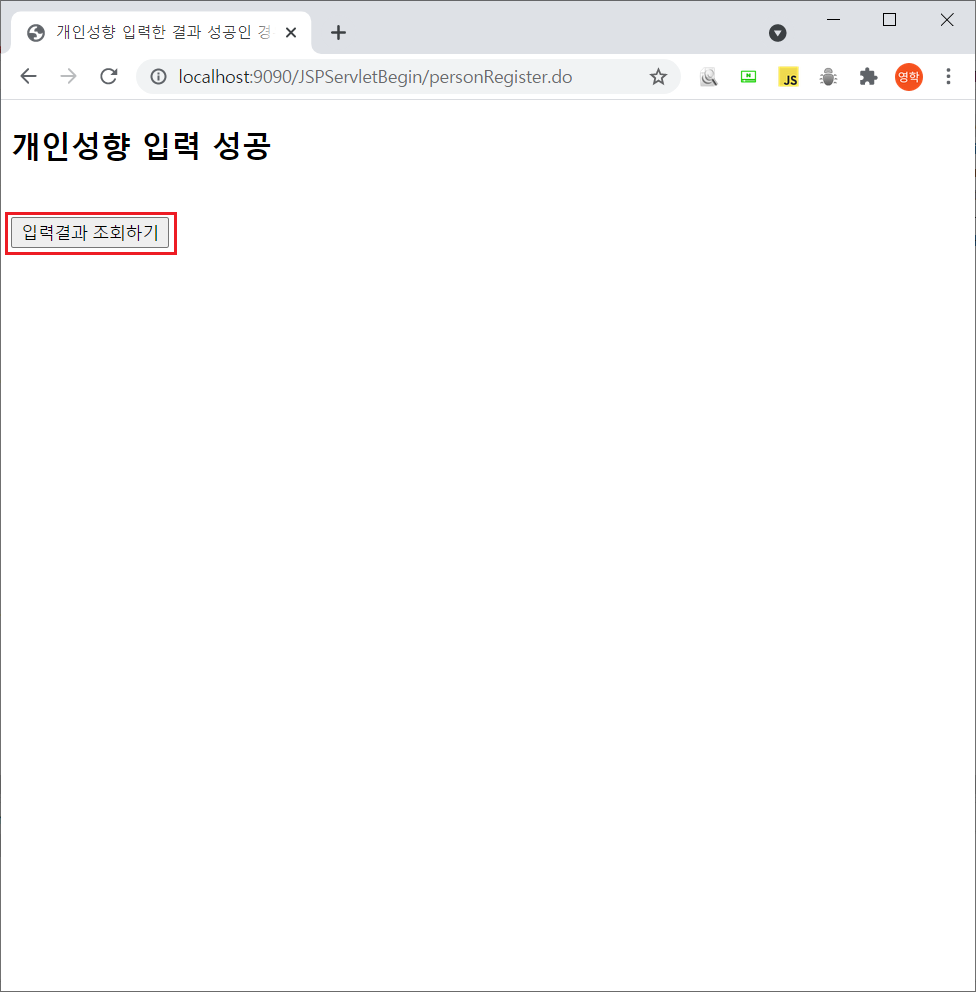 개인성향 입력한 결과 성공인 경
localhost:9090/JSPServletBegin/personRegister.do
N
JS
영학
개인성향 입력 성공
입력결과 조회하기